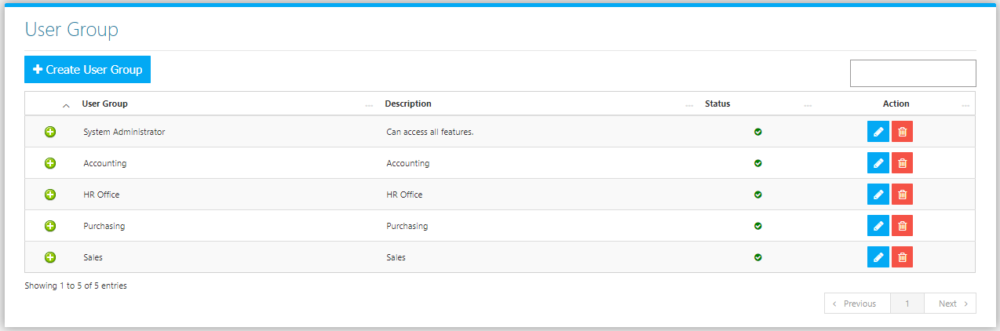 User Group
Create User Group
User Group Description Status Action
System Administrator Can access all features.
Accounting Accounting
HR Office HR Office
Purchasing Purchasing
Sales Sales
Showing 1 to 5 of 5 entries
Previous 1 Next